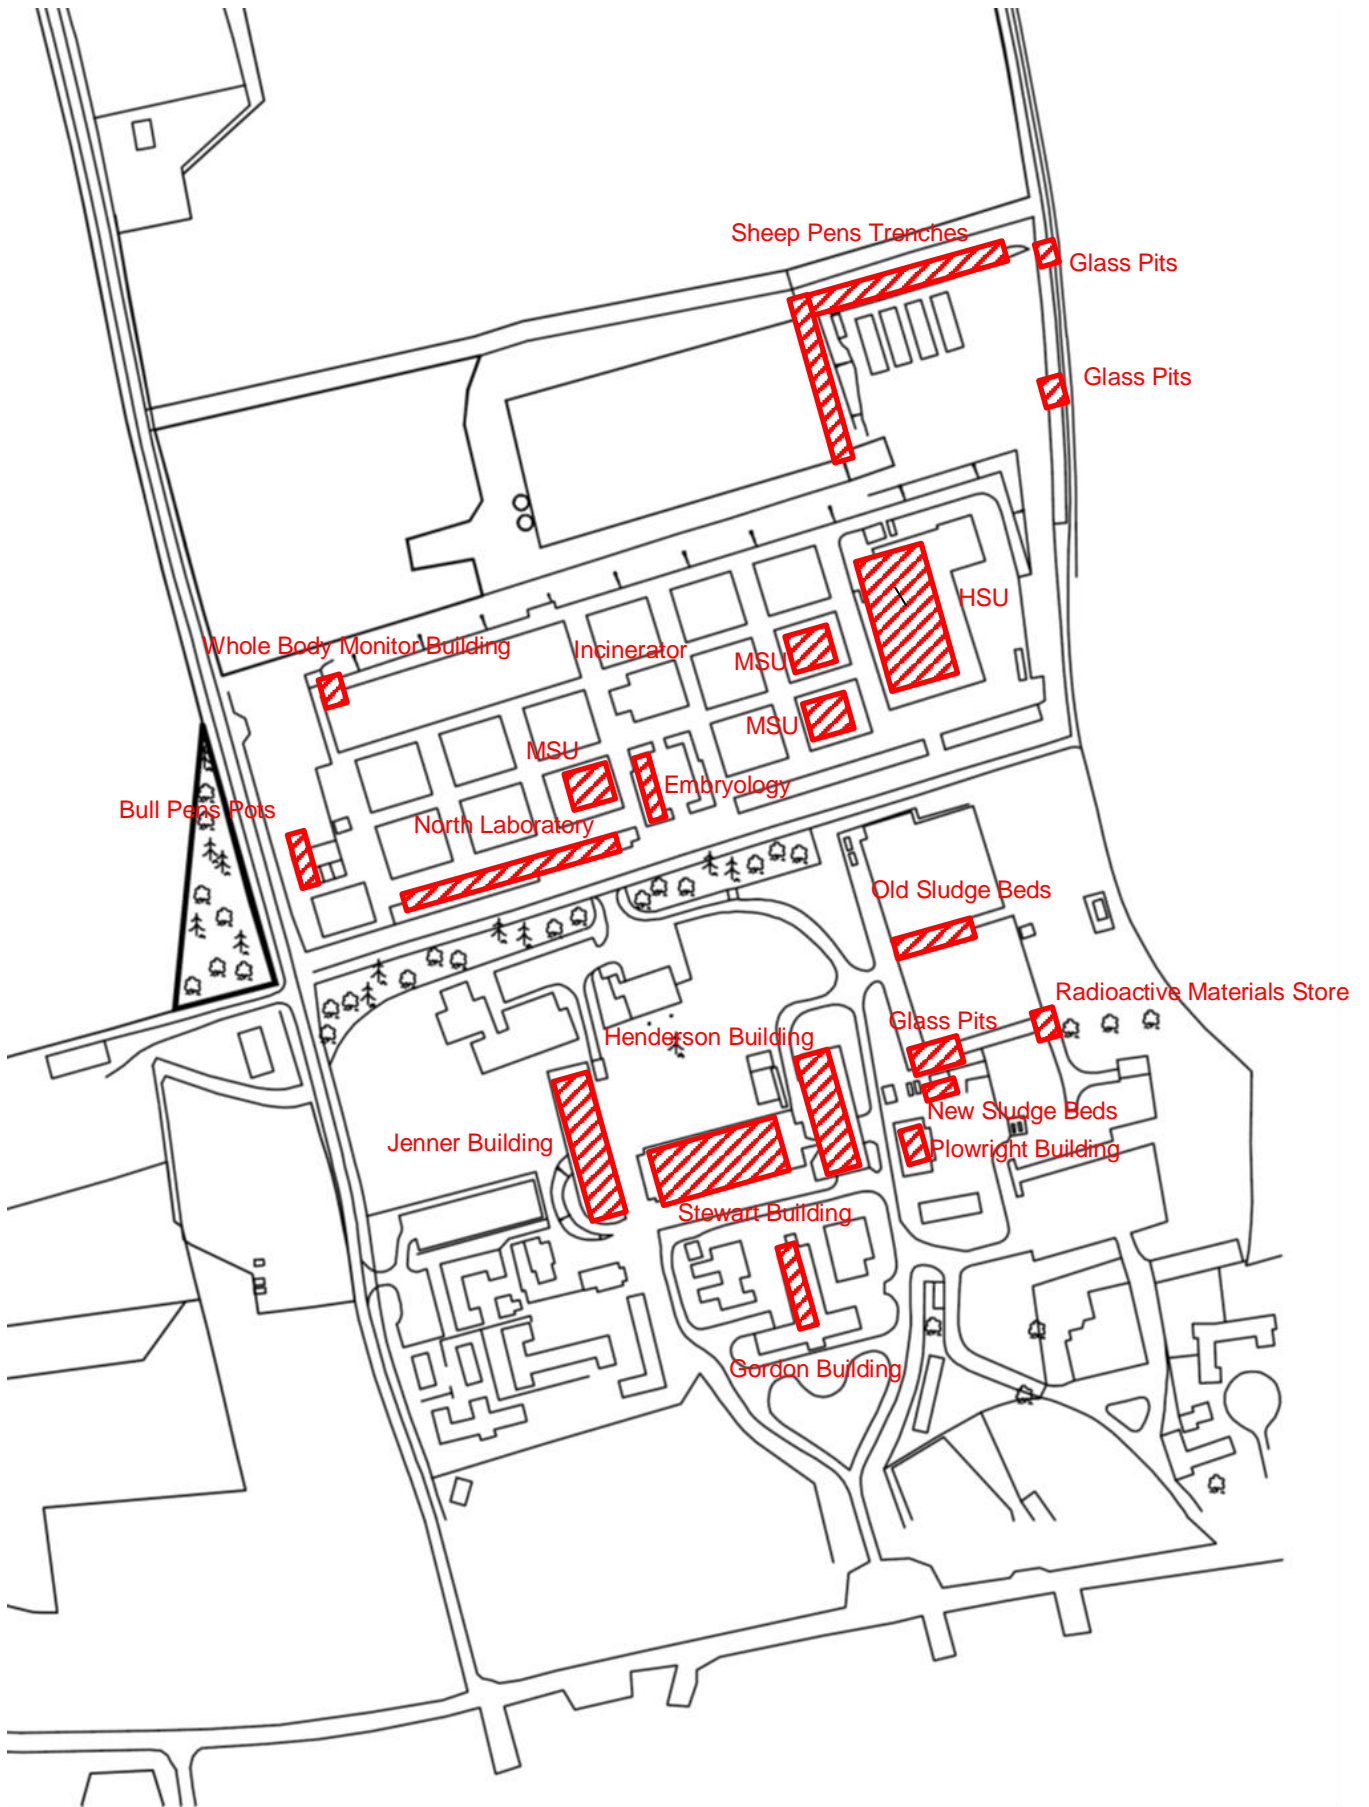 Sheep Pens Trenches
Glass Pits
Glass Pits
HSU
Whole Body Monitor Building
Incinerator
MSU
MSU
MSU
Embryology
Bull Pens Pots
North Laboratory
Old Sludge Beds
Radioactive Materials Store
Glass Pits
Henderson Building
New Sludge Beds
Jenner Building
Plowright Building
Stewart Building
Gordon Building